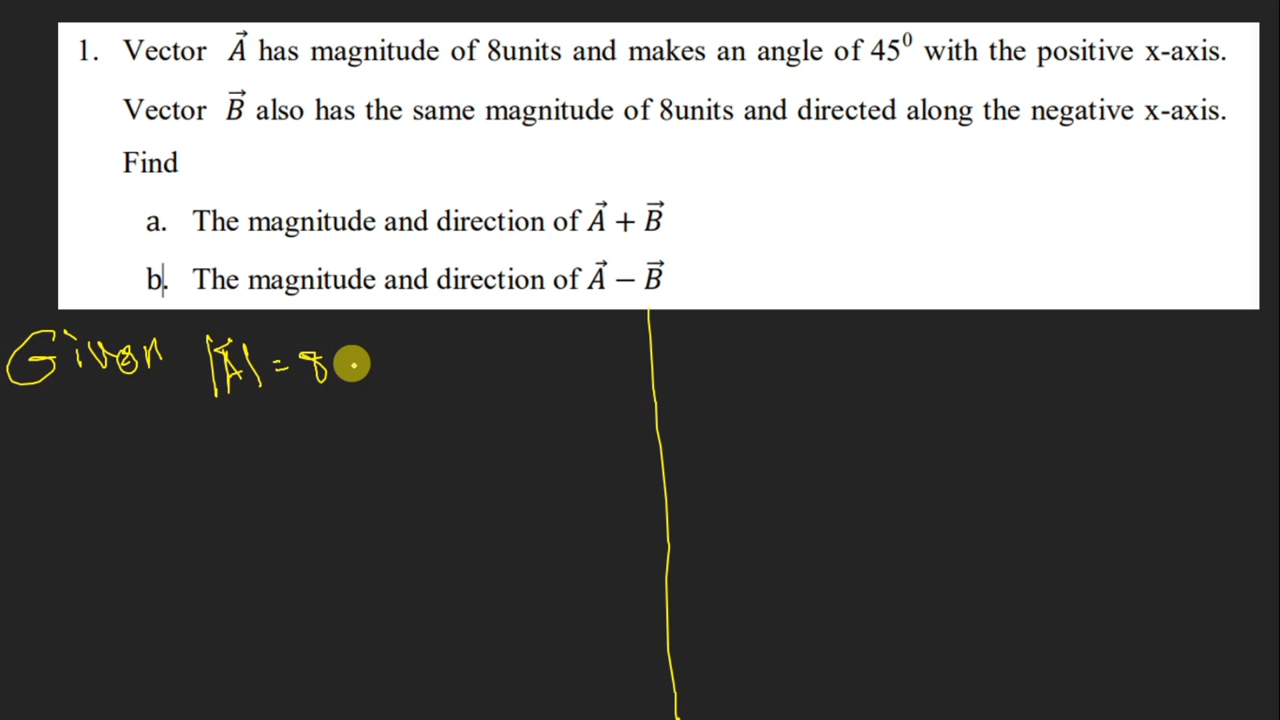 1. Vector A⃗ has magnitude of 8units and makes an angle of 45⁰ with the positive x-axis.
Vector B⃗ also has the same magnitude of 8units and directed along the negative x-axis.
Find
a. The magnitude and direction of A⃗ + B⃗
b. The magnitude and direction of A⃗ − B⃗
Given |A⃗| = 8